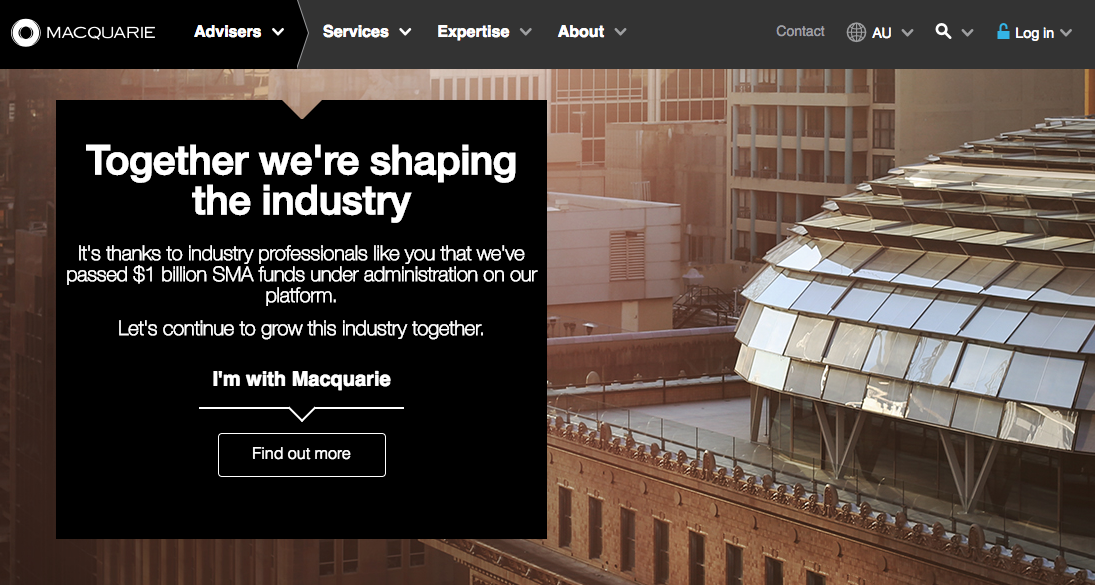 MACQUARIE Advisers Services Expertise About Contact AU Log in
Together we're shaping
the industry
It's thanks to industry professionals like you that we've
passed $1 billion SMA funds under administration on our
platform.
Let's continue to grow this industry together.
I'm with Macquarie
Find out more